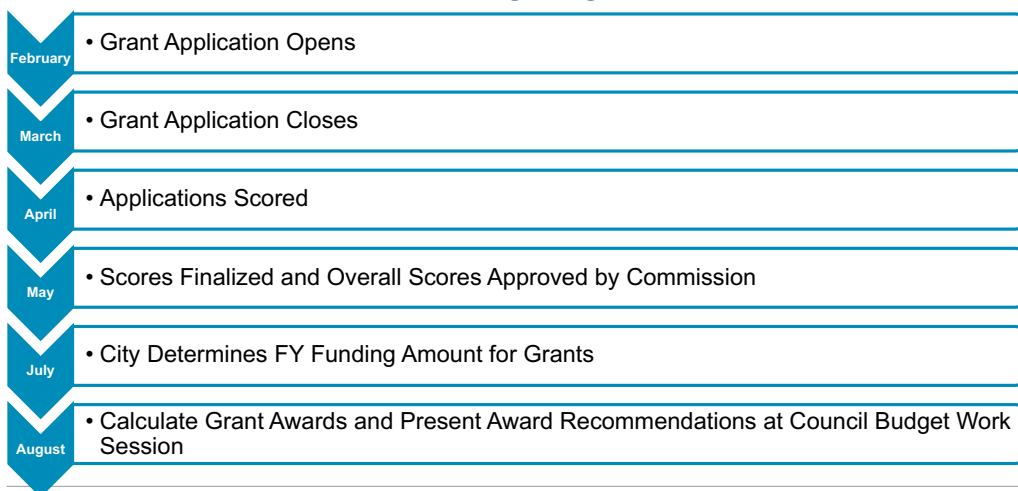 February
• Grant Application Opens
March
• Grant Application Closes
April
• Applications Scored
May
• Scores Finalized and Overall Scores Approved by Commission
July
• City Determines FY Funding Amount for Grants
August
• Calculate Grant Awards and Present Award Recommendations at Council Budget Work
Session